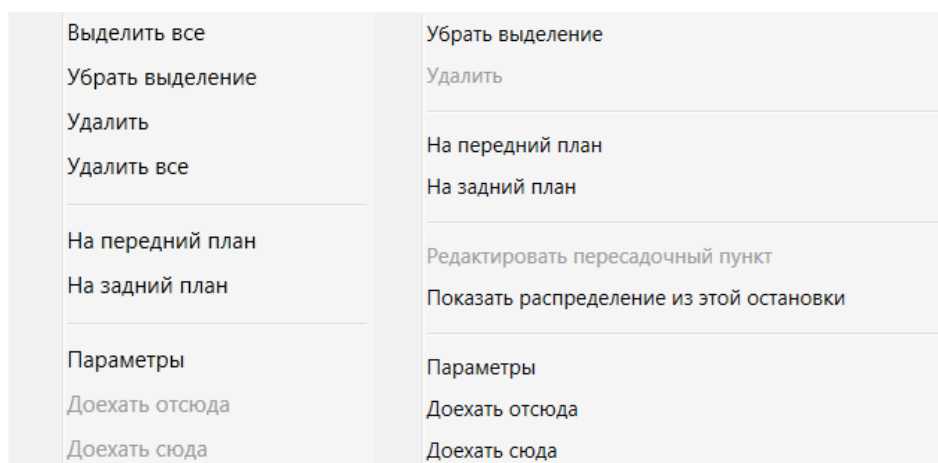 Выделить все
Убрать выделение
Удалить
Удалить все
На передний план
На задний план
Параметры
Доехать отсюда
Доехать сюда
Убрать выделение
Удалить
На передний план
На задний план
Редактировать пересадочный пункт
Показать распределение из этой остановки
Параметры
Доехать отсюда
Доехать сюда